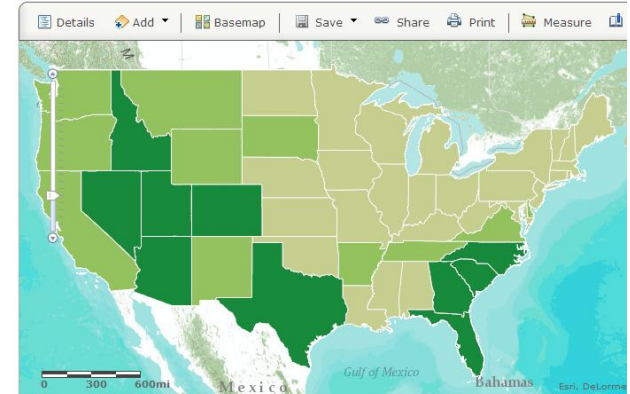 Details Add Basemap Save Share Print Measure
0 300 600mi
Mexico
Gulf of Mexico
Bahamas
Esri, DeLorme